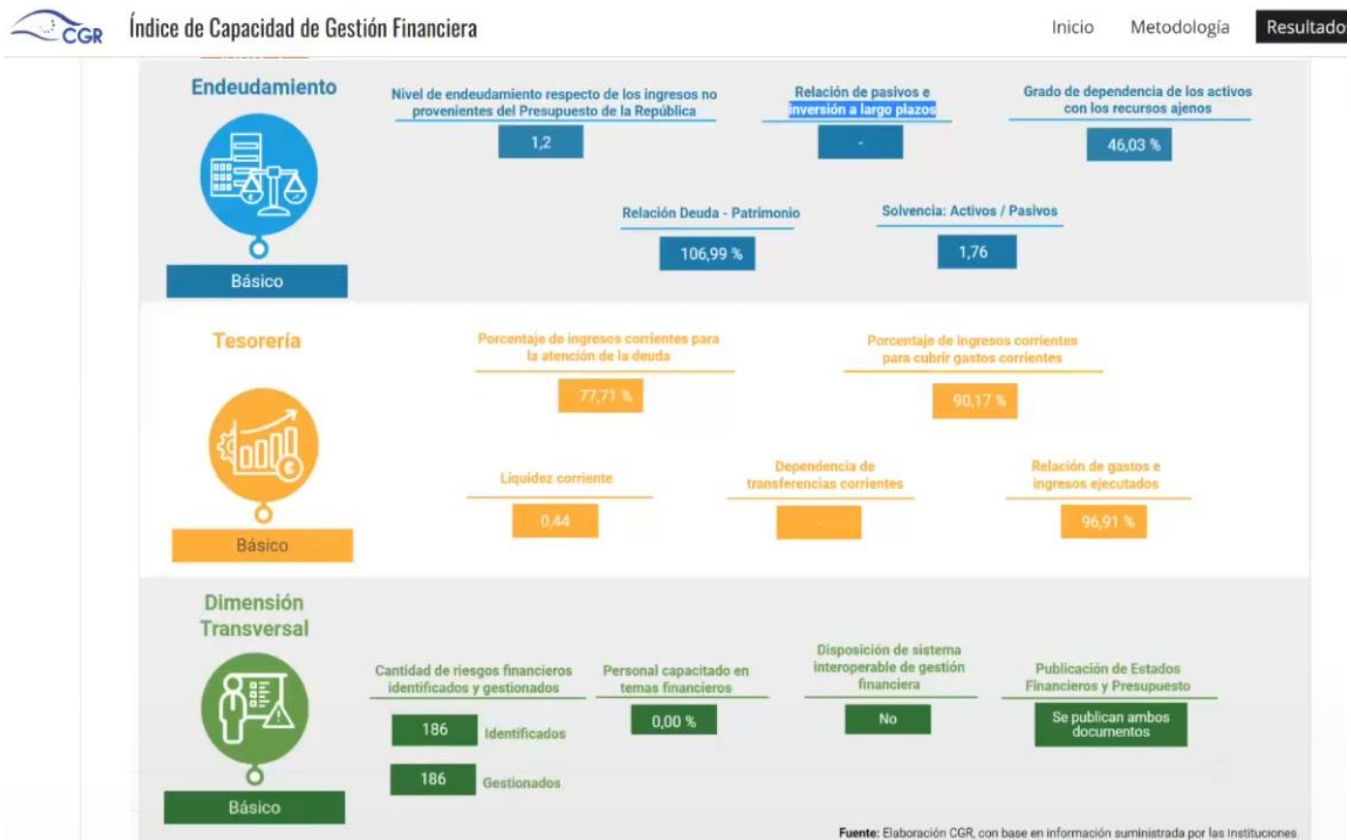 CGR Índice de Capacidad de Gestión Financiera
Inicio Metodología Resultados
Endeudamiento
Básico
Nivel de endeudamiento respecto de los ingresos no
provenientes del Presupuesto de la República
1,2
Relación de pasivos e
inversión a largo plazos
-
Grado de dependencia de los activos
con los recursos ajenos
46,03 %
Relación Deuda - Patrimonio
106,99 %
Solvencia: Activos / Pasivos
1,76
Tesorería
Básico
Porcentaje de ingresos corrientes para
la atención de la deuda
77,71 %
Porcentaje de ingresos corrientes
para cubrir gastos corrientes
90,17 %
Liquidez corriente
0,44
Dependencia de
transferencias corrientes
-
Relación de gastos e
ingresos ejecutados
96,91 %
Dimensión
Transversal
Básico
Cantidad de riesgos financieros
identificados y gestionados
186 Identificados
186 Gestionados
Personal capacitado en
temas financieros
0,00 %
Disposición de sistema
interoperable de gestión
financiera
No
Publicación de Estados
Financieros y Presupuesto
Se publican ambos
documentos
Fuente: Elaboración CGR, con base en información suministrada por las Instituciones